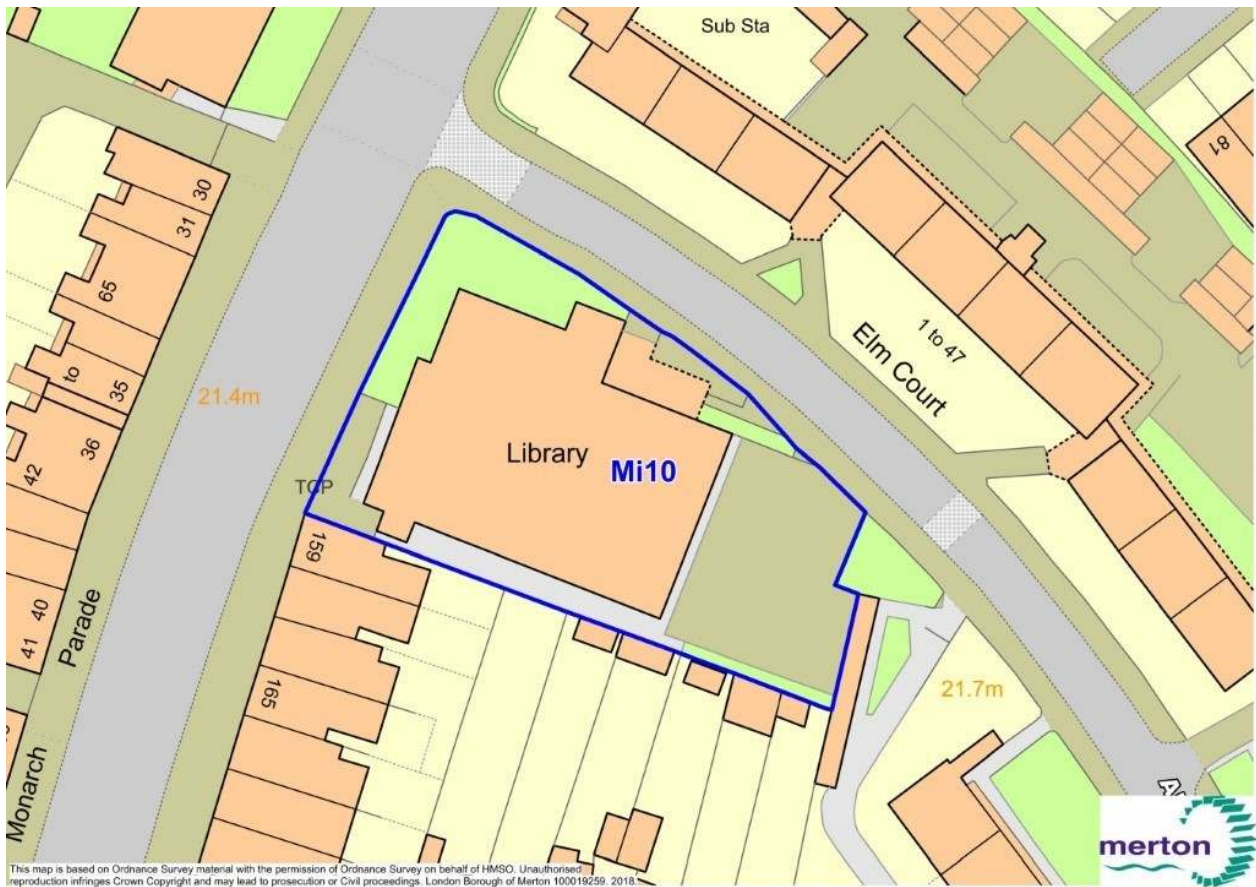 Sub Sta
81
30
31
65
to
35
36
42
40
41
21.4m
1 to 47
Elm Court
Library
Mi10
TCP
159
165
Parade
Monarch
21.7m
merton
This map is based on Ordnance Survey material with the permission of Ordnance Survey on behalf of HMSO. Unauthorised
reproduction infringes Crown Copyright and may lead to prosecution or Civil proceedings. London Borough of Merton 100019259. 2018.